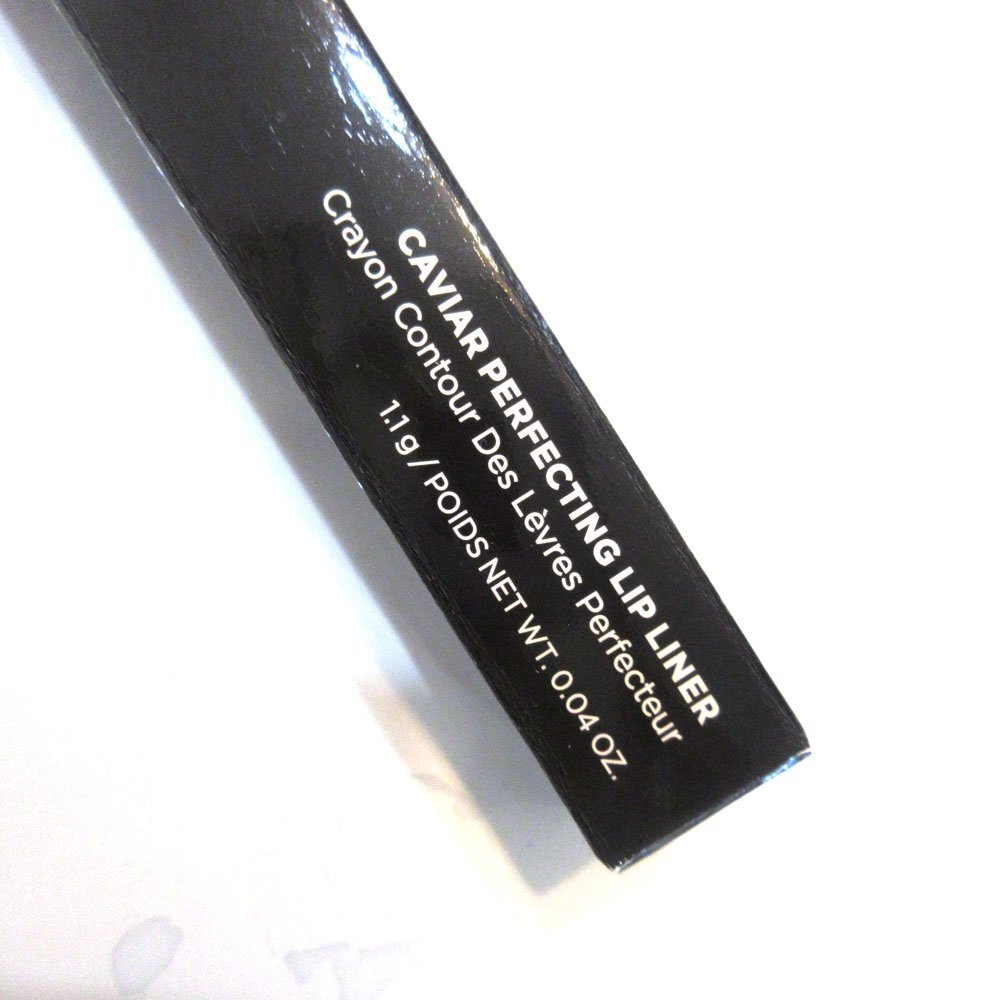 CAVIAR PERFECTING LIP LINER
Crayon Contour Des Lèvres Perfecteur
1.1 g / POIDS NET WT. 0.04 OZ.